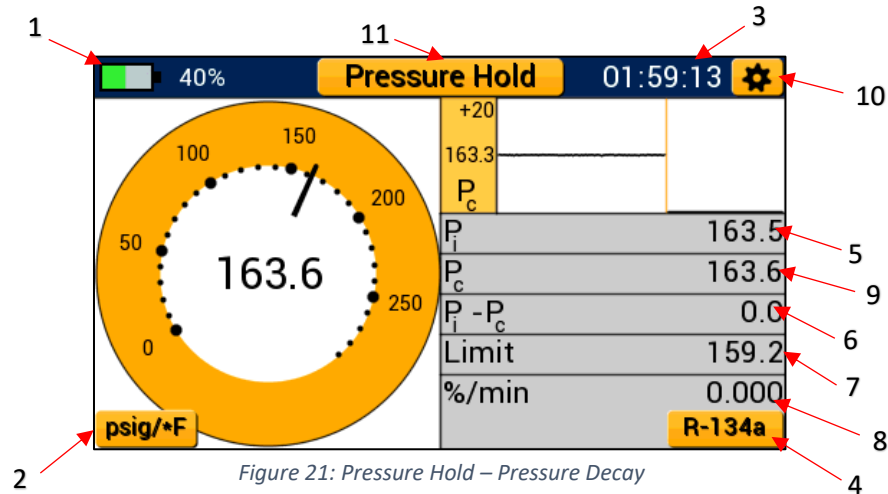 1
11
3
40%
Pressure Hold
01:59:13
10
+20
163.3
Pc
0
50
100
150
200
250
163.6
Pi 163.5
5
Pc 163.6
9
Pi -Pc 0.0
6
Limit 159.2
7
%/min 0.000
8
psig/*F
R-134a
2
4
Figure 21: Pressure Hold – Pressure Decay